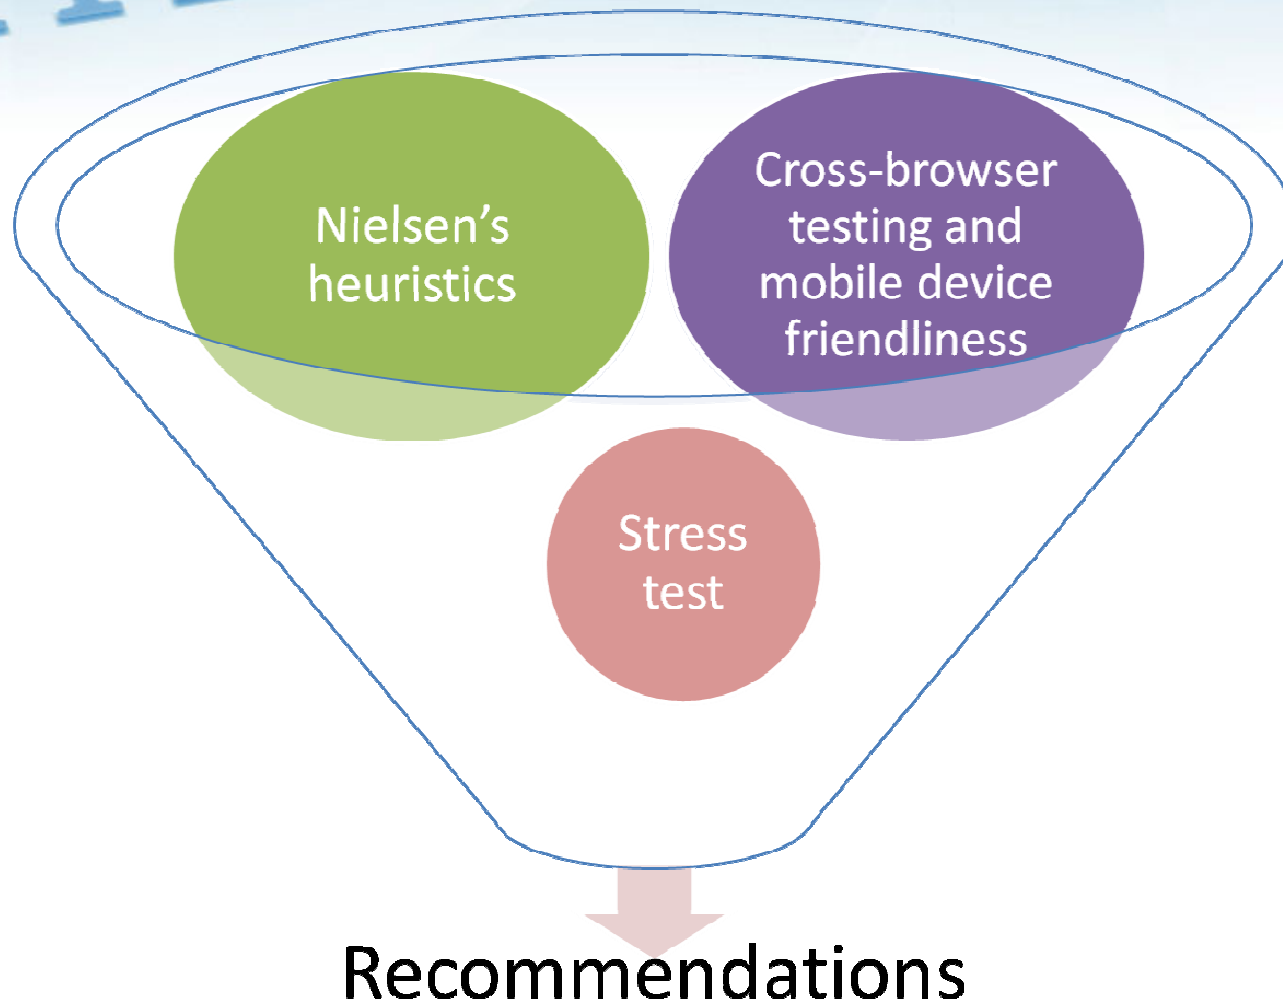 Nielsen's
heuristics
Cross-browser
testing and
mobile device
friendliness
Stress
test
Recommendations